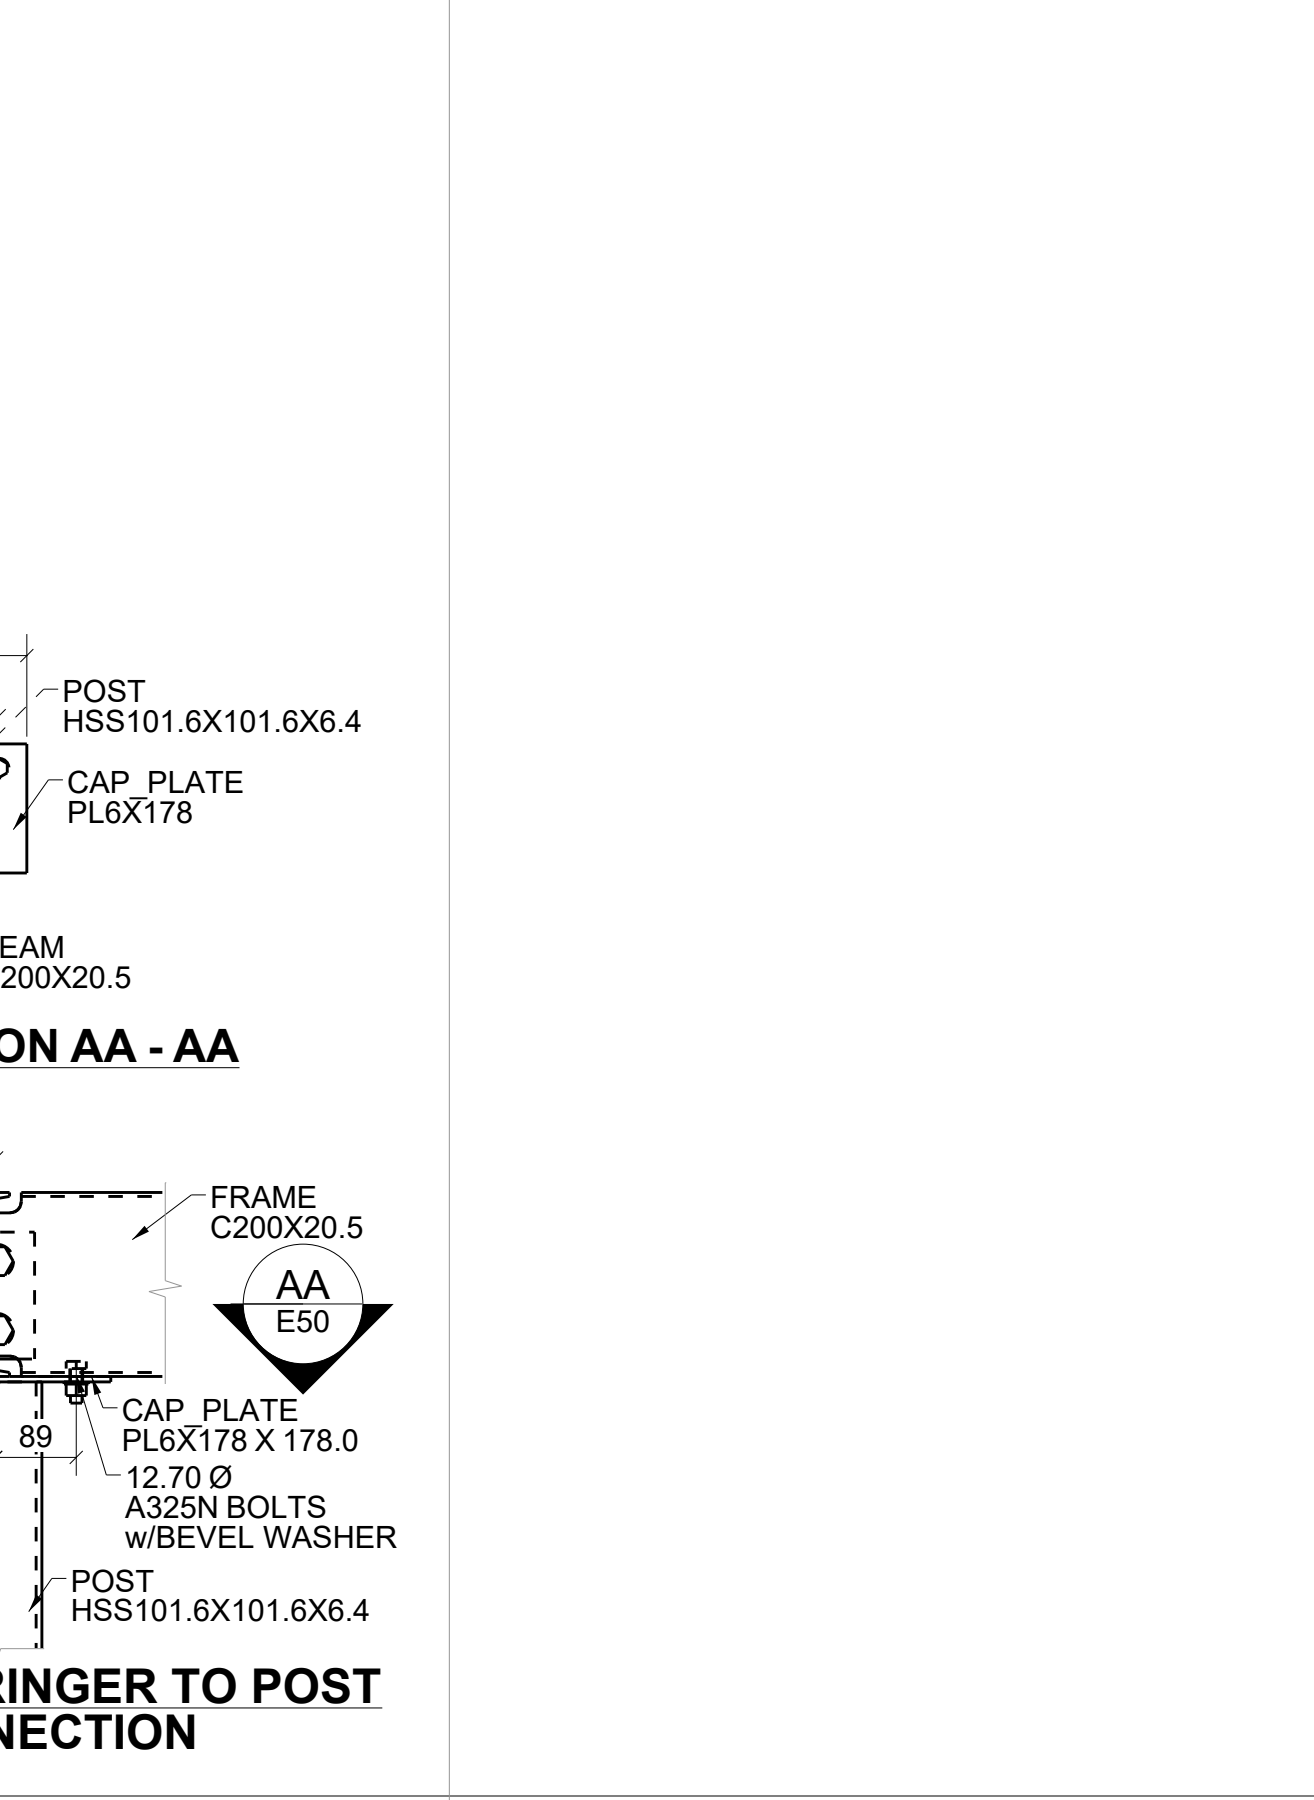 POST
HSS101.6X101.6X6.4
CAP_PLATE
PL6X178
EAM
200X20.5
ON AA - AA
FRAME
C200X20.5
AA
E50
CAP_PLATE
PL6X178 X 178.0
89
12.70 Ø
A325N BOLTS
w/BEVEL WASHER
POST
HSS101.6X101.6X6.4
RINGER TO POST
NECTION